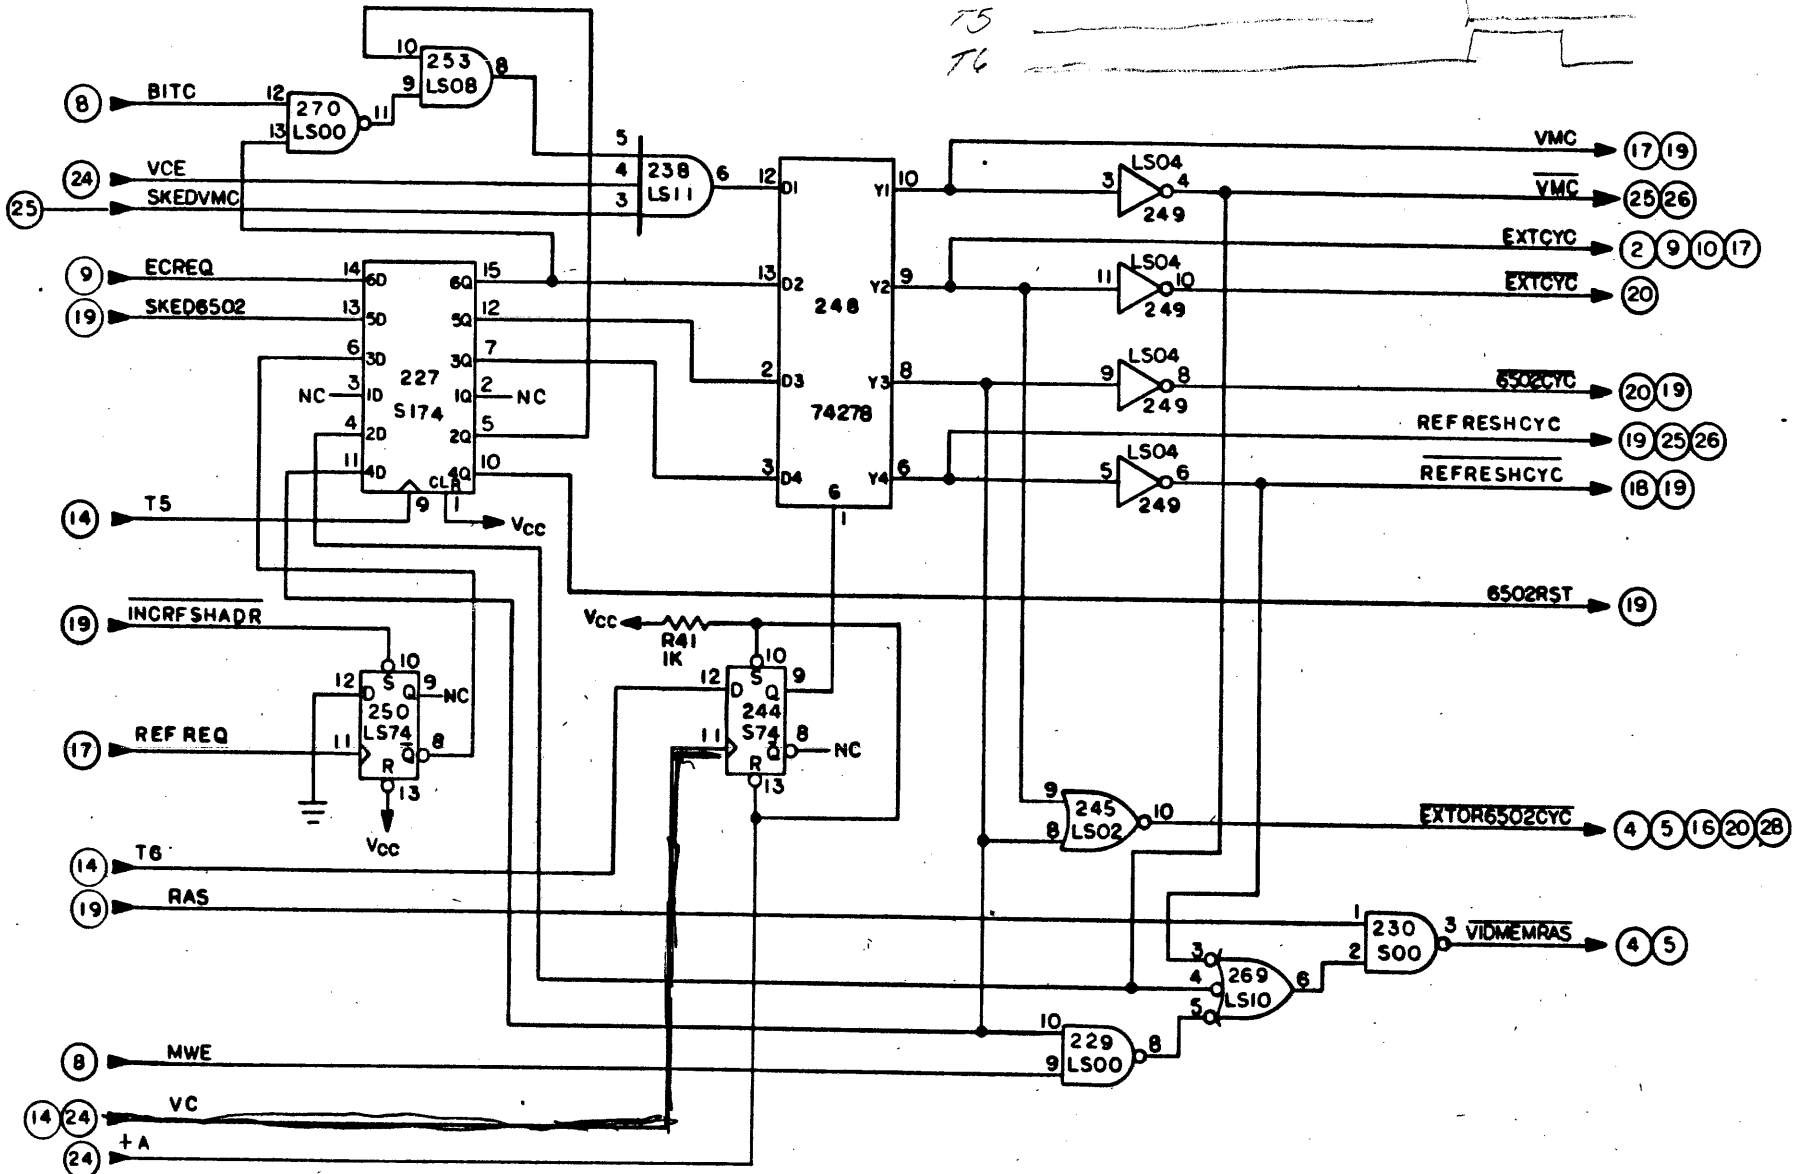 T5
T6
10
253
LS08
8
9
8 BITC 12
270
LS00
11
13
24 VCE
25 SKEDVMC
5
4
3
238
LS11
6
12 D1
Y1 10
LS04
3 4
249
VMC 17 19
VMC 25 26
EXTCYC 2 9 10 17
9 ECREQ 14 6D 6Q 15
13 D2
248
Y2 9
LS04
11 10
249
EXTCYC 20
19 SKED6502 13 5D 5Q 12
6 3D 3Q 7
227
S174
NC 3 1D 1Q 2 NC
4 2D 2Q 5
11 4D 4Q 10
CLR
9 1
VCC
14 T5
2 D3
74278
Y3 8
LS04
9 8
249
6502CYC 20 19
REFRESHCYC 19 25 26
3 D4
Y4 6
LS04
5 6
249
REFRESHCYC 18 19
G
1
6502RST 19
19 INCRFSHADR
10
12 D S Q 9 NC
250
LS74
17 REFREQ 11 Q 8
R
13
VCC
VCC
R41
1K
10
12 D S Q 9
244
S74
11 Q 8 NC
R
13
14 T6
19 RAS
9
8
245
LS02
10
EXTOR6502CYC 4 5 16 20 28
1
2
230
S00
3
VIDMEMRAS 4 5
3
4
5
269
LS10
6
10
9
229
LS00
8
8 MWE
14 24 VC
24 +A